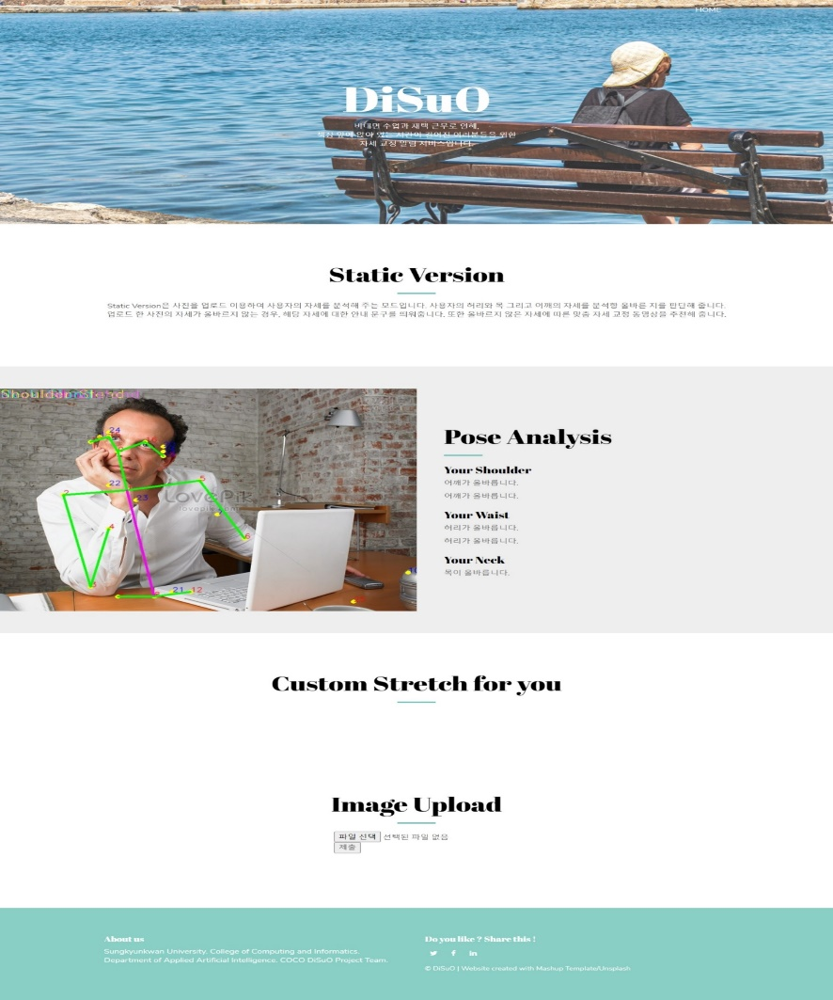 HOME
DiSuO
비대면 수업과 재택 근무로 인해,
책상 앞에 앉아 있는 시간이 길어진 여러분들을 위한
자세 교정 알림 서비스입니다.
Static Version
Static Version은 사진을 업로드 이용하여 사용자의 자세를 분석해 주는 모드입니다. 사용자의 허리와 목 그리고 어깨의 자세를 분석형 올바른 지를 판단해 줍니다.
업로드 한 사진의 자세가 올바르지 않는 경우, 해당 자세에 대한 안내 문구를 띄워줍니다. 또한 올바르지 않은 자세에 따른 맞춤 자세 교정 동영상을 추천해 줍니다.
24
22
2
5
23
LovePik
lovepik.com
4
6
3
21 12
Pose Analysis
Your Shoulder
어깨가 올바릅니다.
어깨가 올바릅니다.
Your Waist
허리가 올바릅니다.
허리가 올바릅니다.
Your Neck
목이 올바릅니다.
Custom Stretch for you
Image Upload
파일 선택 선택된 파일 없음
제출
About us
Sungkyunkwan University. College of Computing and Informatics.
Department of Applied Artificial Intelligence. COCO DiSuO Project Team.
Do you like ? Share this !
© DiSuO | Website created with Mashup Template/Unsplash